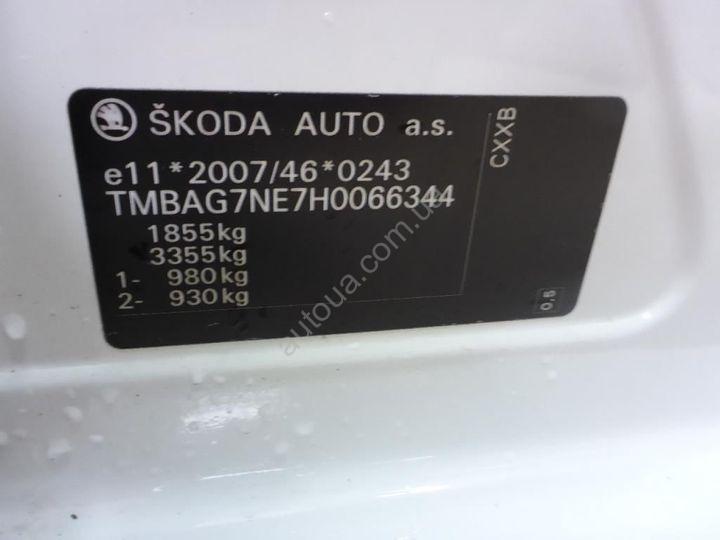 ŠKODA AUTO a.s.
e11*2007/46*0243
TMBAG7NE7H0066344
1855kg
3355kg
1- 980kg
2- 930kg
CXXB
0.5
autoua.com.ua